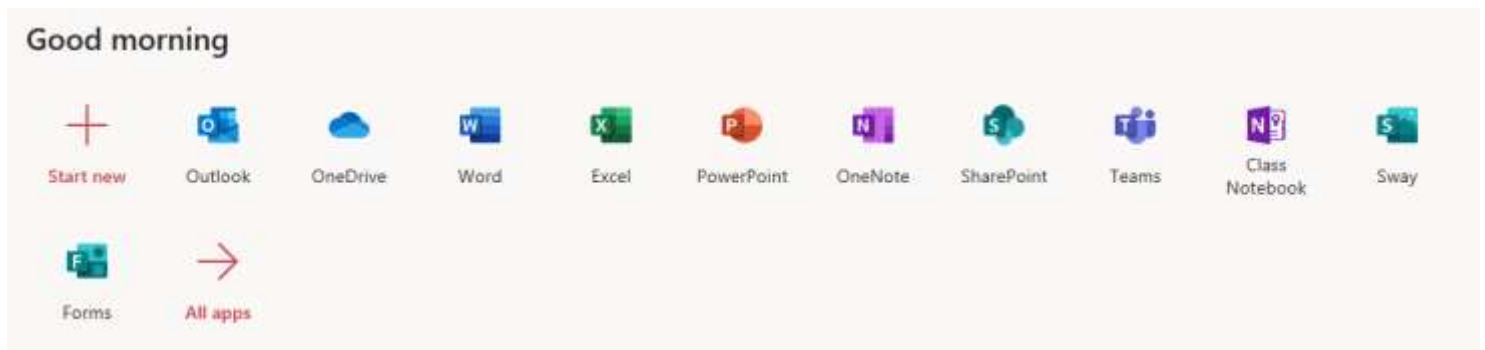 Good morning
Start new
Outlook
OneDrive
Word
Excel
PowerPoint
OneNote
SharePoint
Teams
Class
Notebook
Sway
Forms
All apps
O
W
X
P
N
S
T
N
S
F